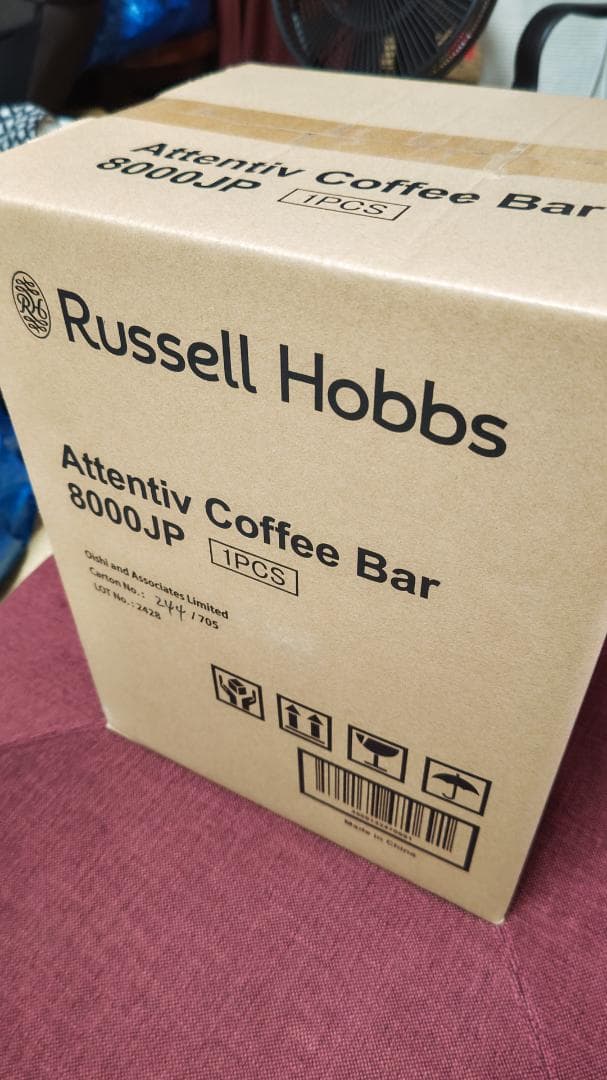 Attentiv Coffee Bar
8000JP 1PCS
RH Russell Hobbs
Attentiv Coffee Bar
8000JP 1PCS
Oishi and Associates Limited
Carton No.: 244 / 705
LOT No.: 2428
Made in China